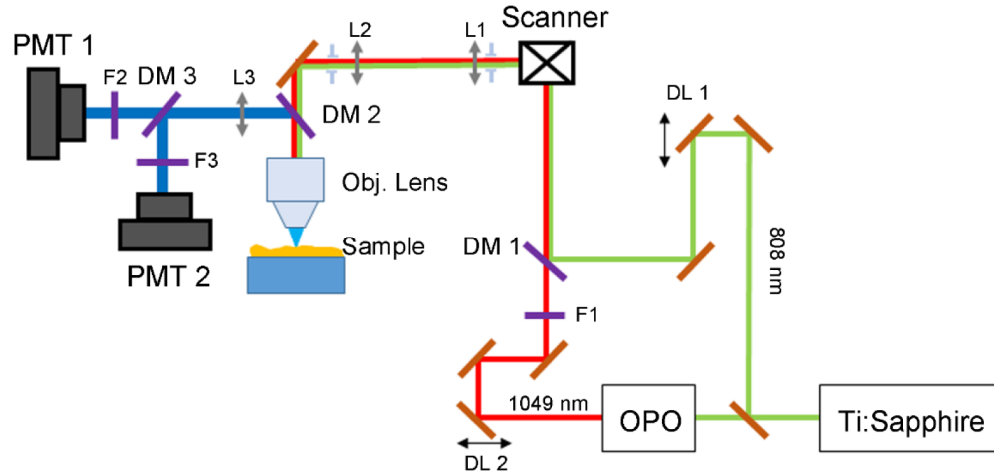 Scanner
PMT 1
F2
DM 3
L3
L2
L1
DM 2
DL 1
F3
Obj. Lens
Sample
PMT 2
DM 1
808 nm
F1
1049 nm
OPO
Ti:Sapphire
DL 2